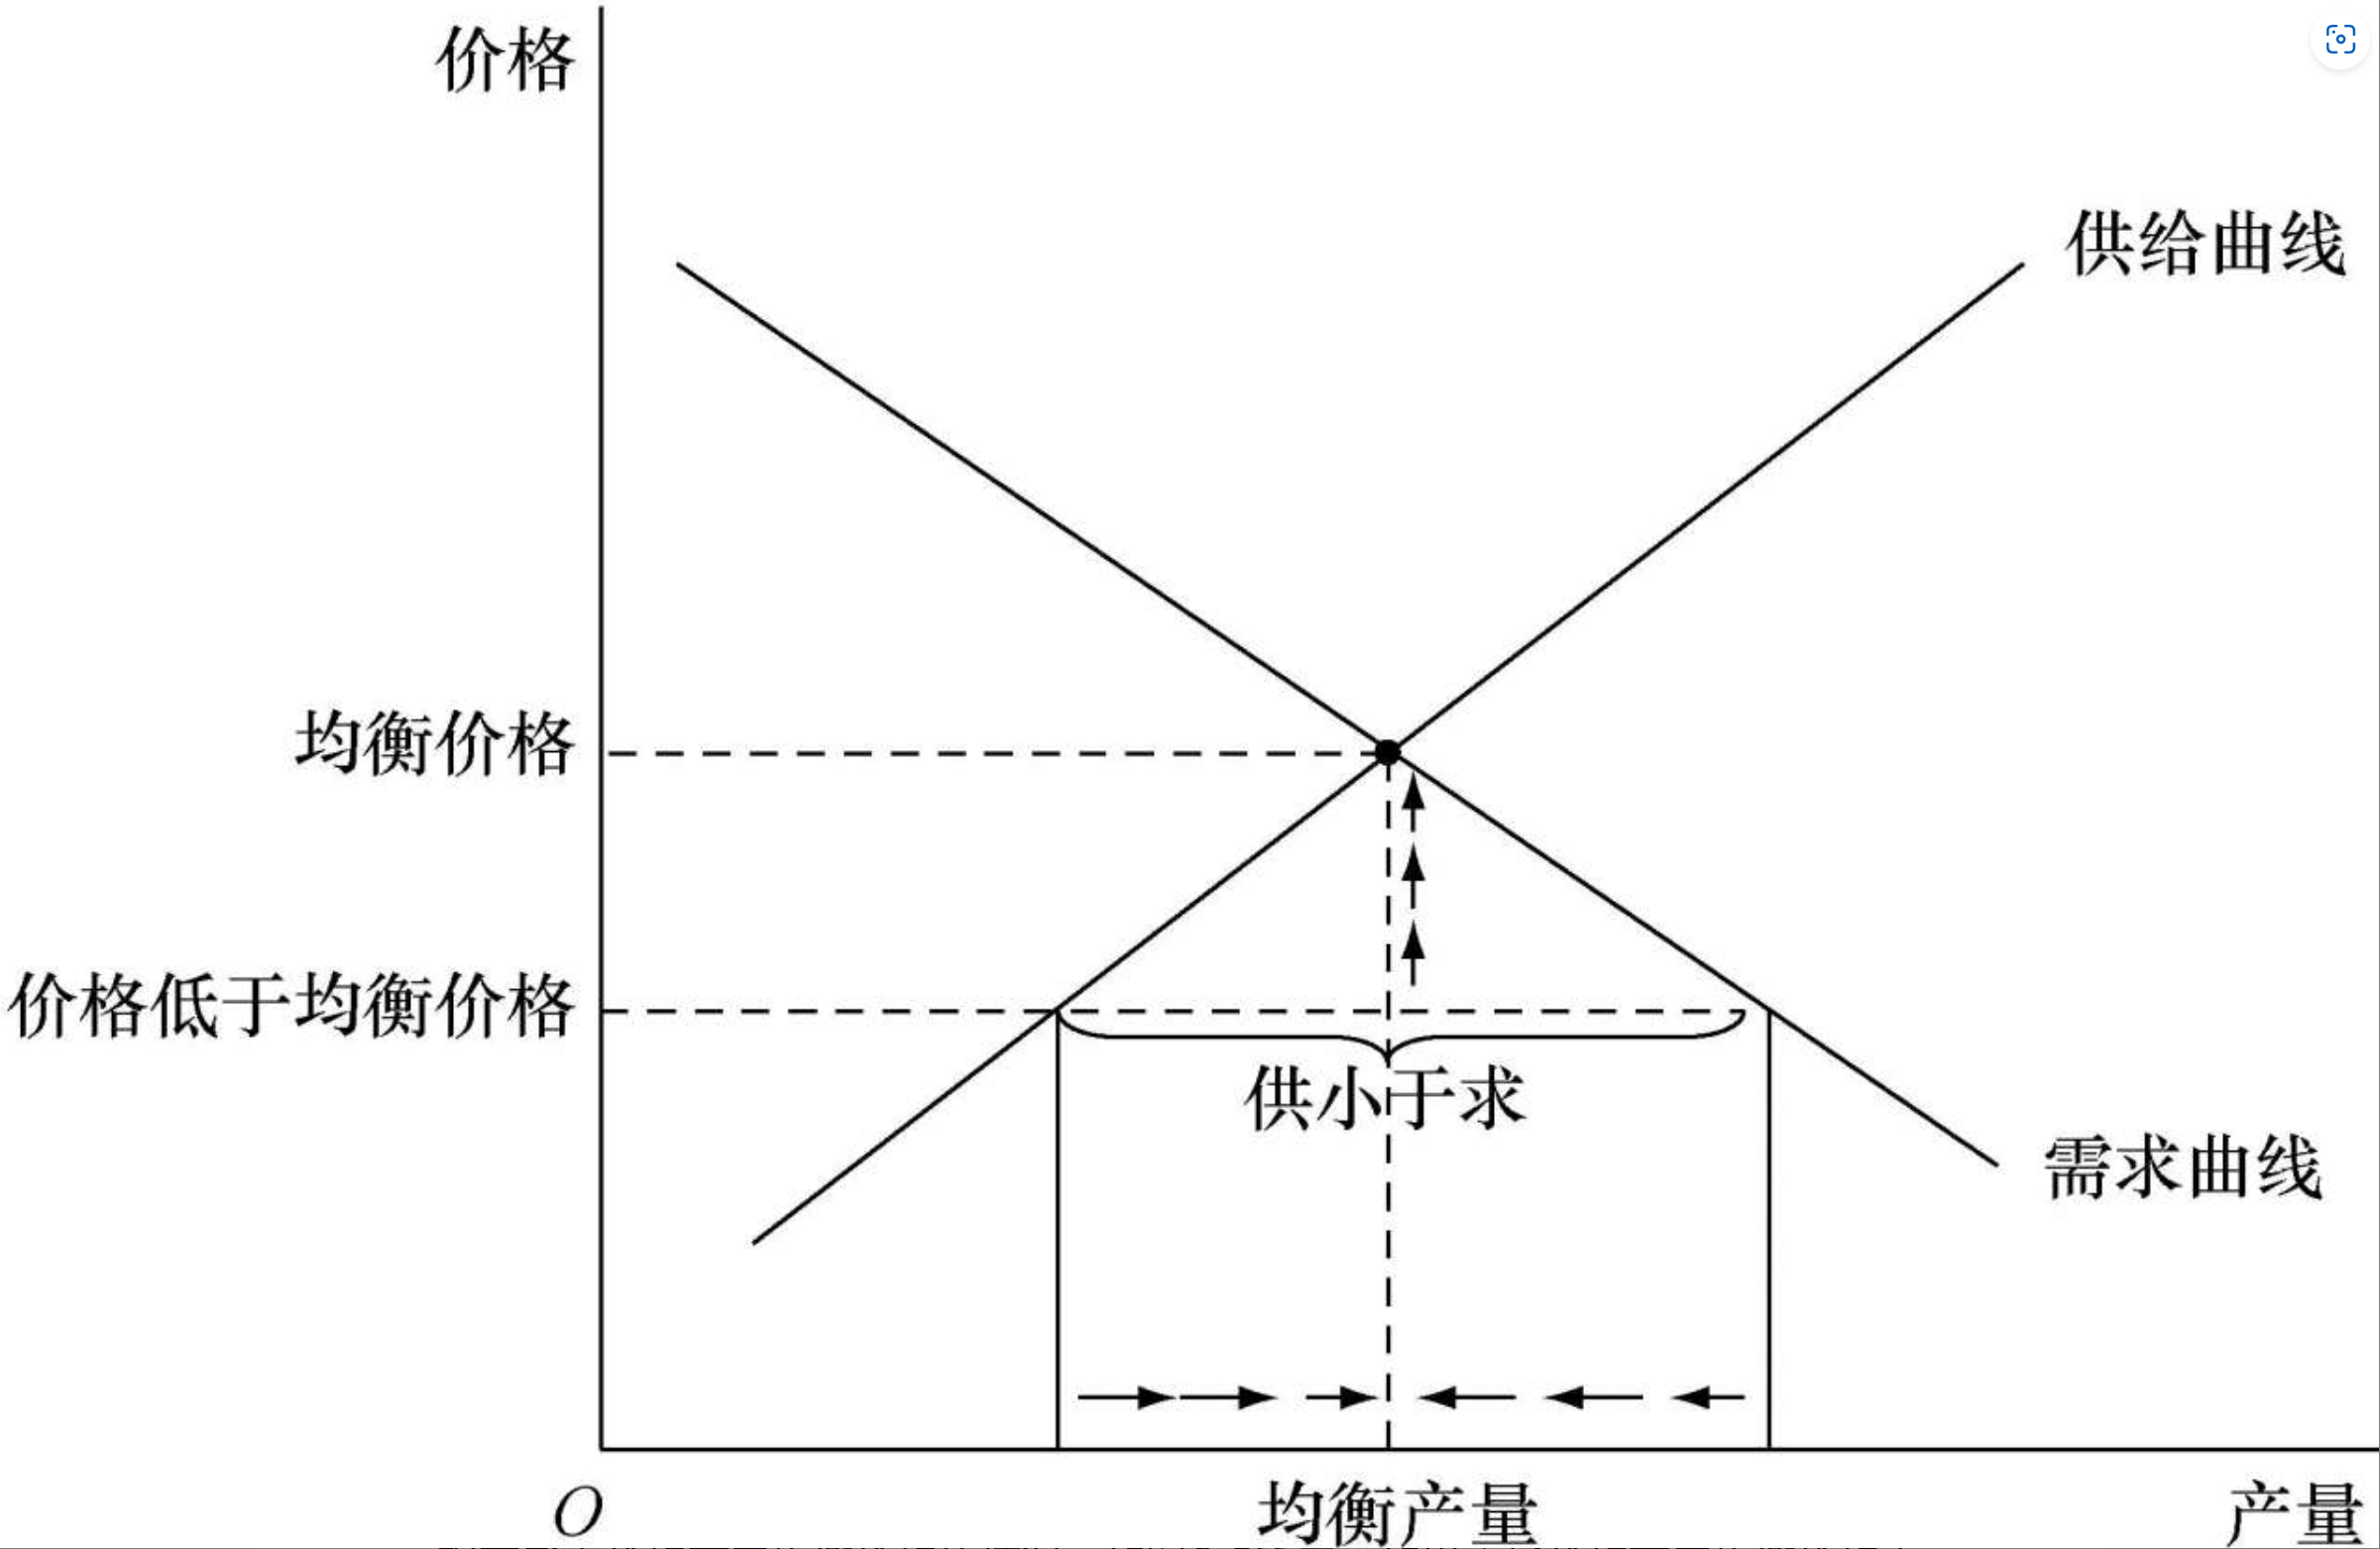 价格
供给曲线
均衡价格
价格低于均衡价格
供小于求
需求曲线
O
均衡产量
产量